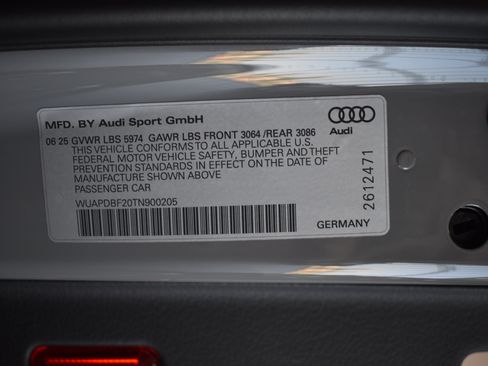 MFD. BY Audi Sport GmbH
06 25 GVWR LBS 5974 GAWR LBS FRONT 3064 /REAR 3086
THIS VEHICLE CONFORMS TO ALL APPLICABLE U.S.
FEDERAL MOTOR VEHICLE SAFETY, BUMPER AND THEFT
PREVENTION STANDARDS IN EFFECT ON THE DATE OF
MANUFACTURE SHOWN ABOVE
PASSENGER CAR
WUAPDBF20TN900205
Audi
2612471
GERMANY